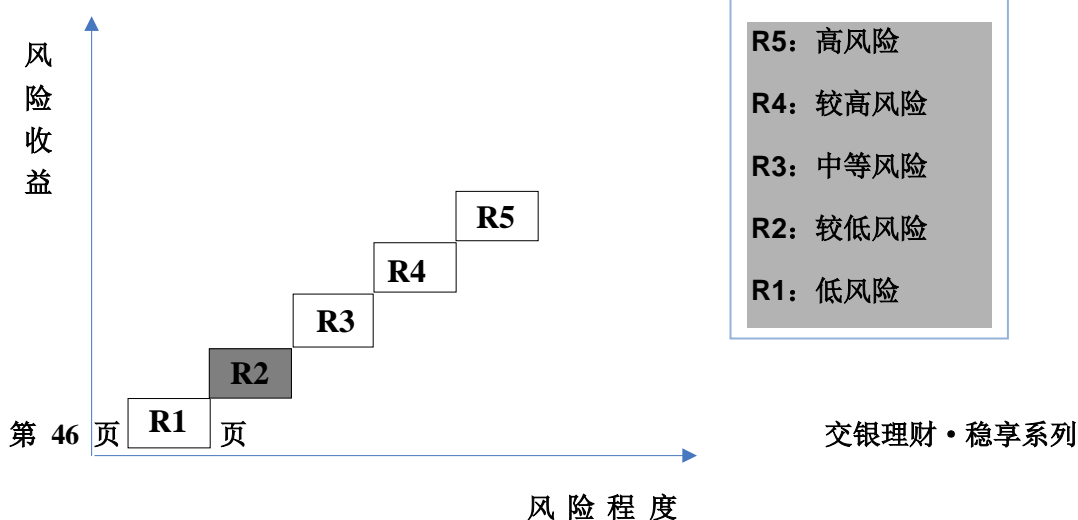 风
险
收
益
R5：高风险
R4：较高风险
R3：中等风险
R2：较低风险
R1：低风险
R5
R4
R3
R2
R1
第 46 页 页
交银理财·稳享系列
风 险 程 度